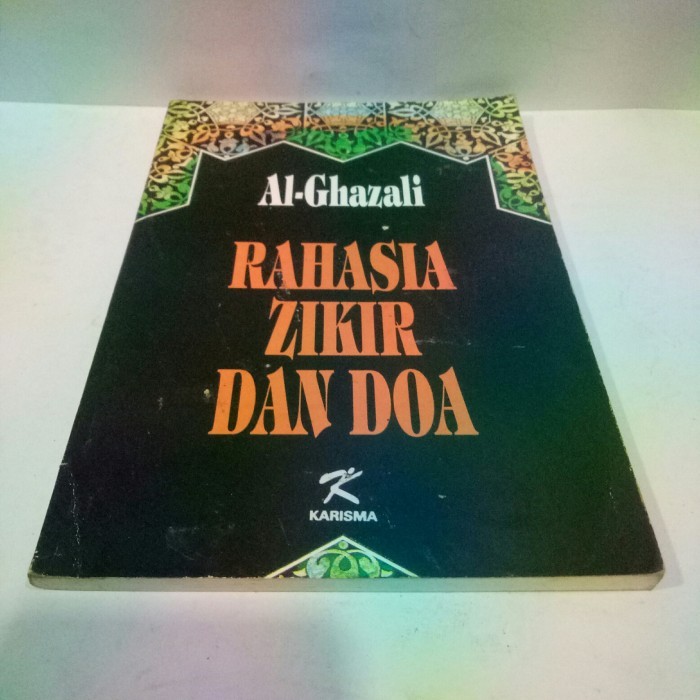 Al-Ghazali
RAHASIA
ZIKIR
DAN DOA
KARISMA